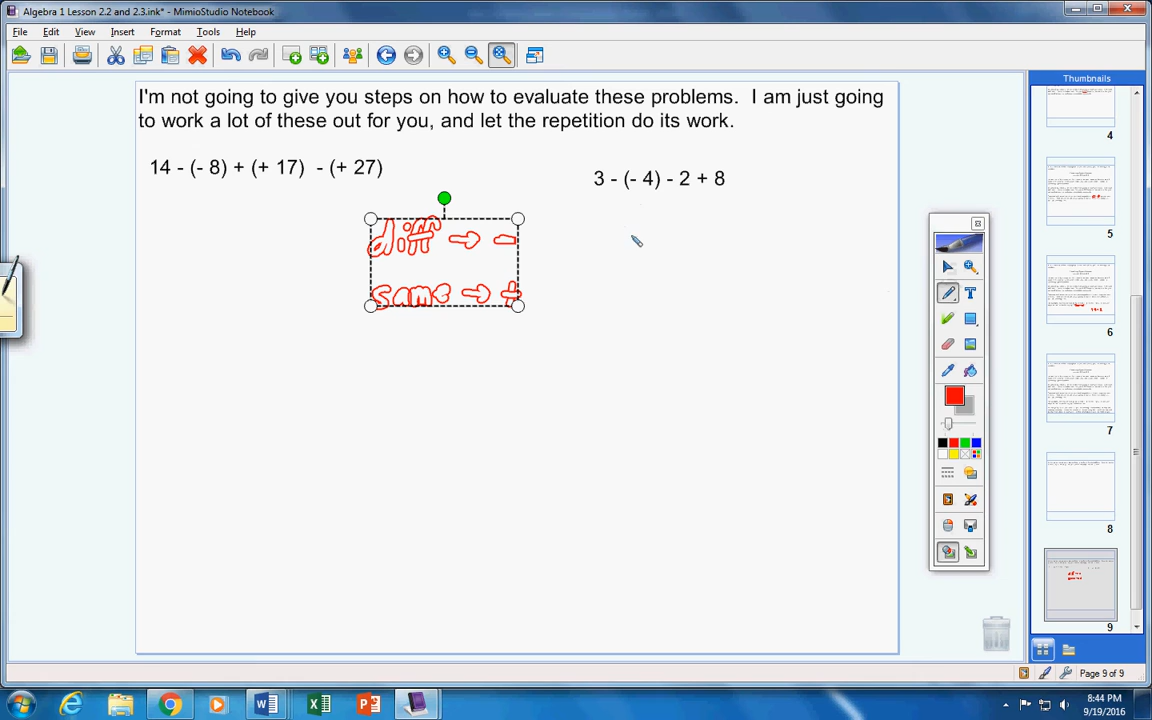 Algebra 1 Lesson 2.2 and 2.3.ink* - MimioStudio Notebook
File Edit View Insert Format Tools Help
I'm not going to give you steps on how to evaluate these problems. I am just going
to work a lot of these out for you, and let the repetition do its work.
14 - (- 8) + (+ 17) - (+ 27)
3 - (- 4) - 2 + 8
diff → -
same → +
Thumbnails
4
5
6
7
8
9
Page 9 of 9
8:44 PM
9/19/2016